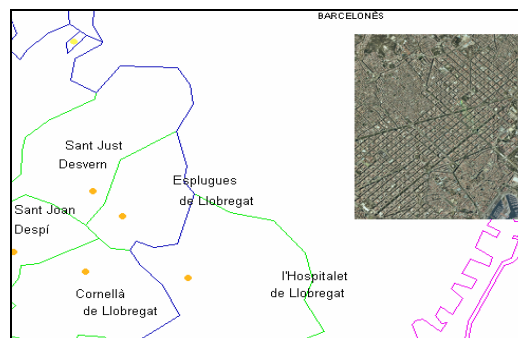 BARCELONÈS
Sant Just
Desvern
Esplugues
de Llobregat
Sant Joan
Despí
l'Hospitalet
de Llobregat
Cornellà
de Llobregat